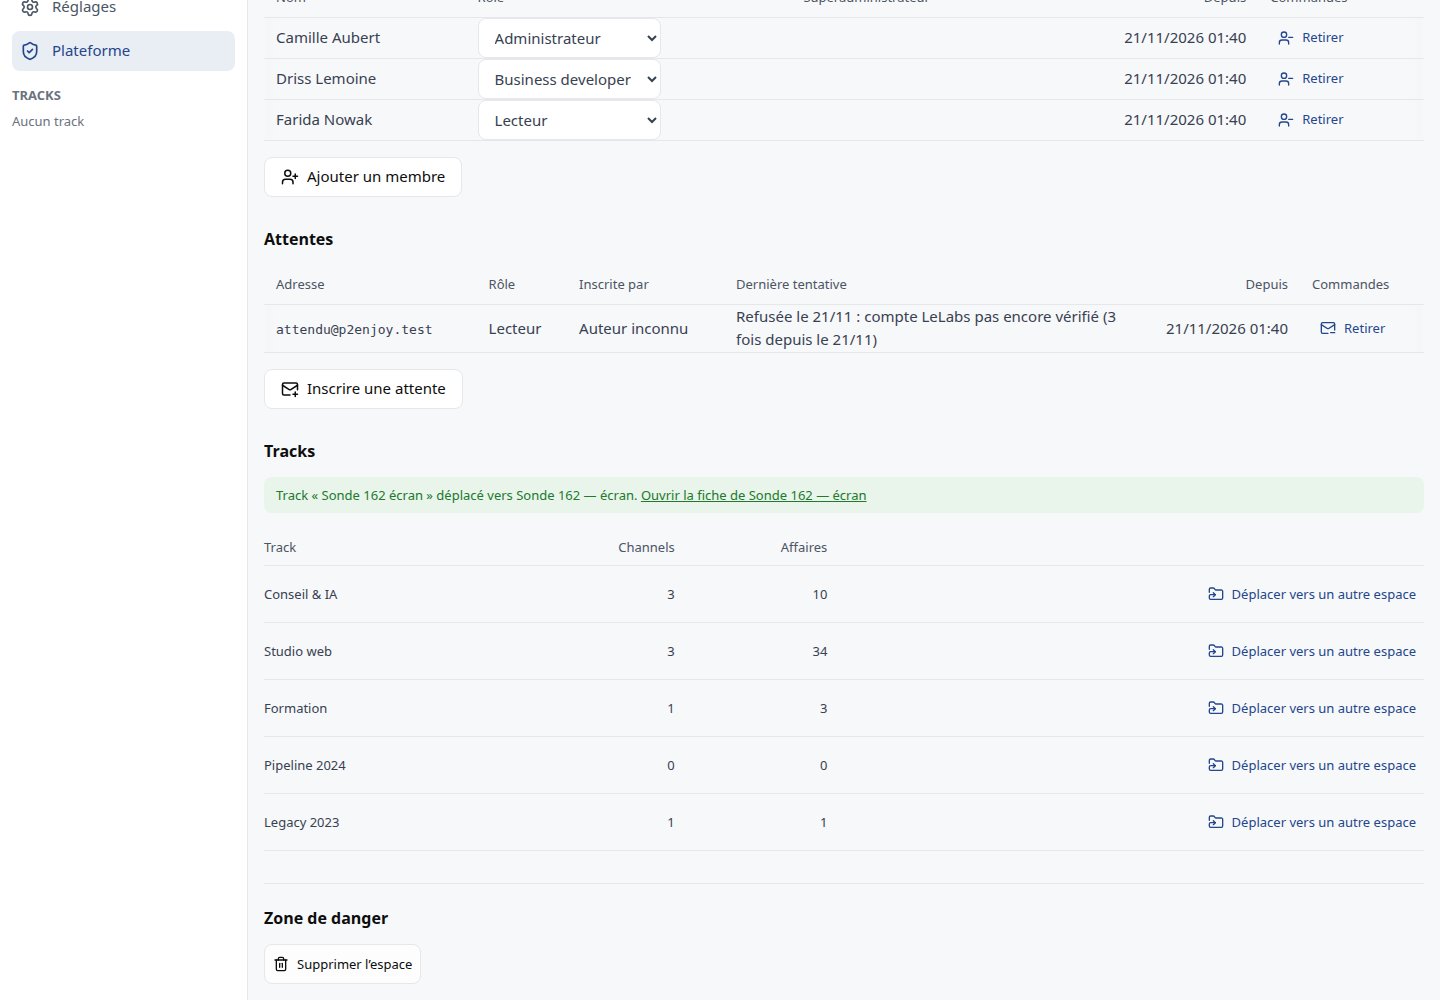 Réglages
Plateforme
TRACKS
Aucun track
Nom Rôle Superadministrateur Depuis Commandes
Camille Aubert Administrateur 21/11/2026 01:40 Retirer
Driss Lemoine Business developer 21/11/2026 01:40 Retirer
Farida Nowak Lecteur 21/11/2026 01:40 Retirer
Ajouter un membre
Attentes
Adresse Rôle Inscrite par Dernière tentative Depuis Commandes
attendu@p2enjoy.test Lecteur Auteur inconnu Refusée le 21/11 : compte LeLabs pas encore vérifié (3 fois depuis le 21/11) 21/11/2026 01:40 Retirer
Inscrire une attente
Tracks
Track « Sonde 162 écran » déplacé vers Sonde 162 — écran. Ouvrir la fiche de Sonde 162 — écran
Track Channels Affaires
Conseil & IA 3 10 Déplacer vers un autre espace
Studio web 3 34 Déplacer vers un autre espace
Formation 1 3 Déplacer vers un autre espace
Pipeline 2024 0 0 Déplacer vers un autre espace
Legacy 2023 1 1 Déplacer vers un autre espace
Zone de danger
Supprimer l'espace